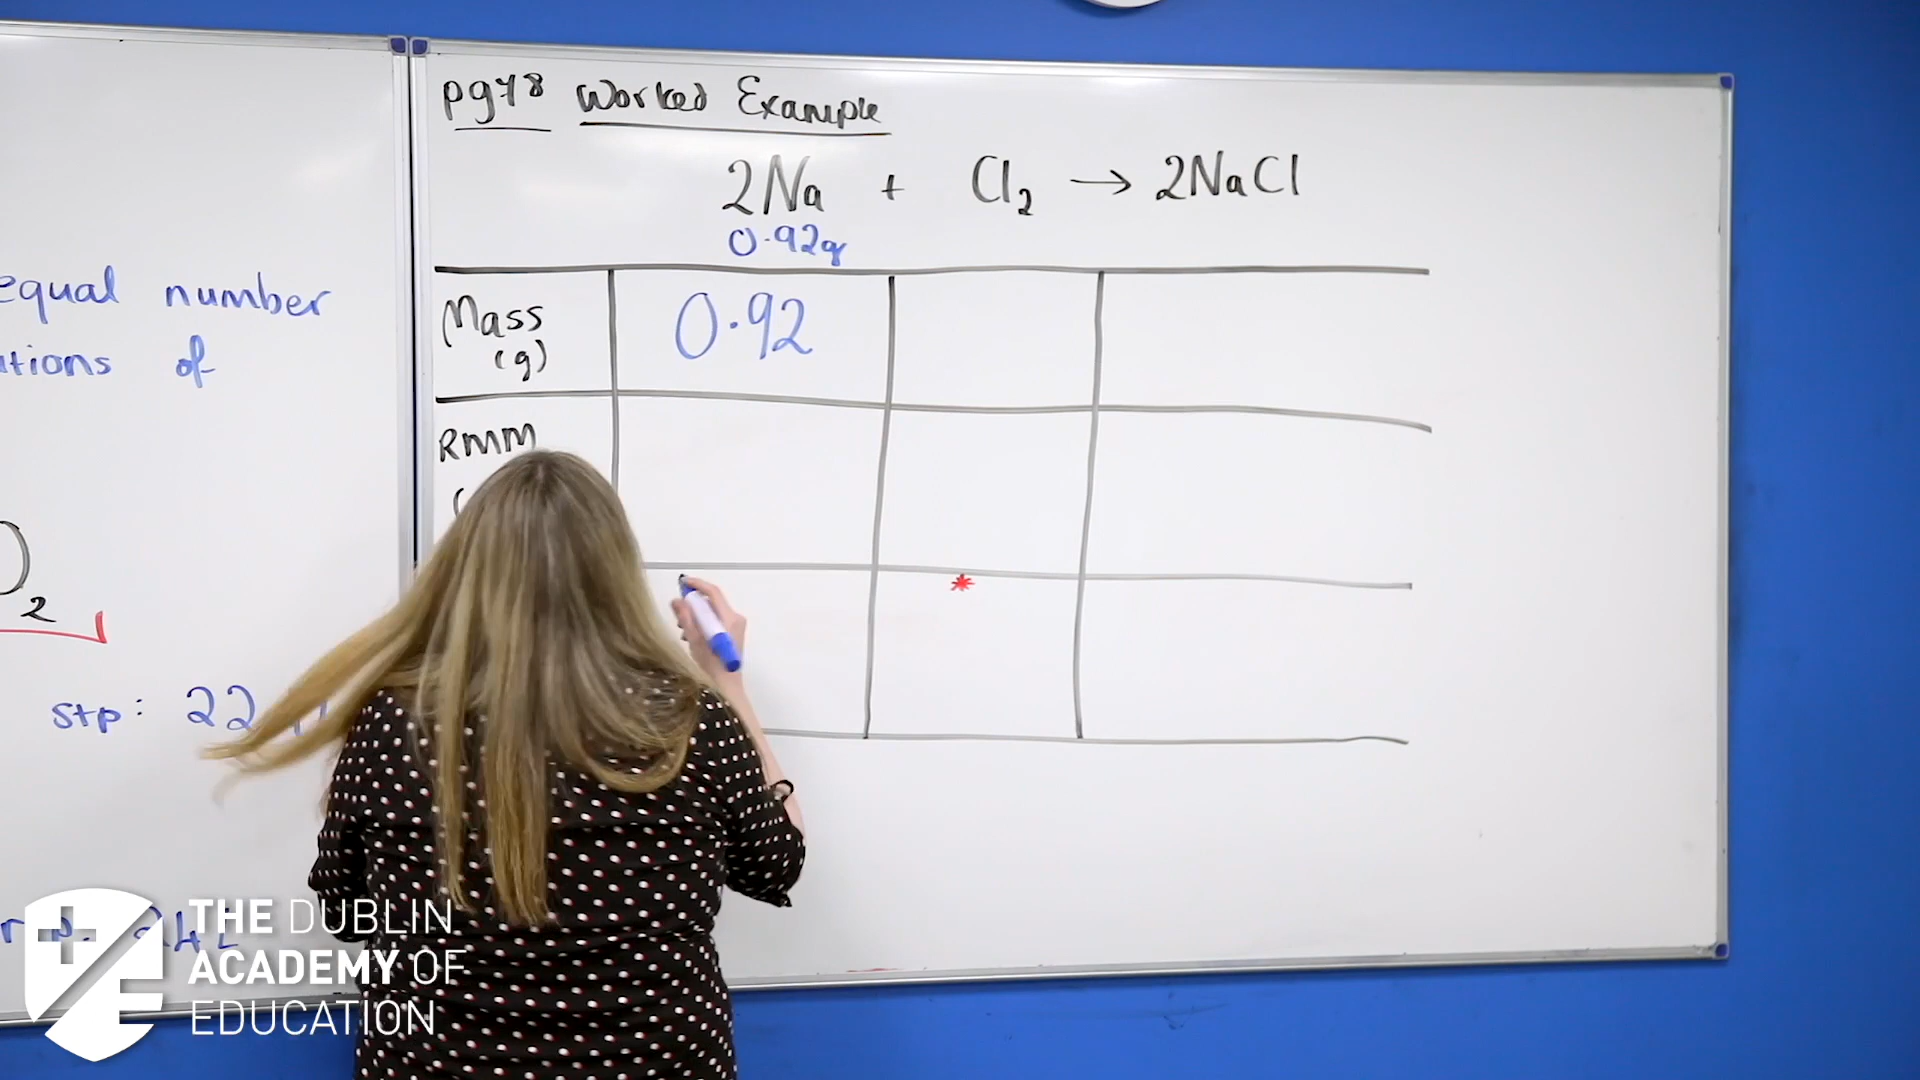 pg78 Worked Example
2Na + Cl₂ → 2NaCl
0.92g
Mass 0.92
(g)
RMM
(
equal number
of
2
stp: 22
24L
THE DUBLIN
ACADEMY OF
EDUCATION